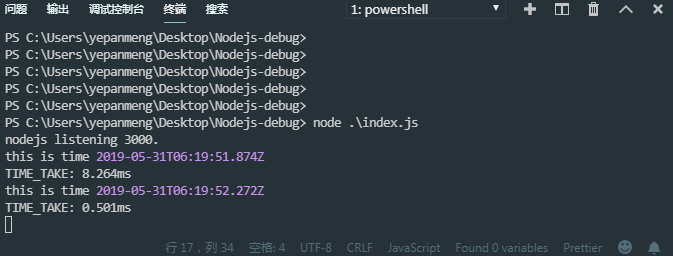 问题 输出 调试控制台 终端 搜索 1: powershell
PS C:\Users\yepanmeng\Desktop\Nodejs-debug>
PS C:\Users\yepanmeng\Desktop\Nodejs-debug>
PS C:\Users\yepanmeng\Desktop\Nodejs-debug>
PS C:\Users\yepanmeng\Desktop\Nodejs-debug>
PS C:\Users\yepanmeng\Desktop\Nodejs-debug>
PS C:\Users\yepanmeng\Desktop\Nodejs-debug> node .\index.js
nodejs listening 3000.
this is time 2019-05-31T06:19:51.874Z
TIME_TAKE: 8.264ms
this is time 2019-05-31T06:19:52.272Z
TIME_TAKE: 0.501ms
行 17，列 34 空格: 4 UTF-8 CRLF JavaScript Found 0 variables Prettier